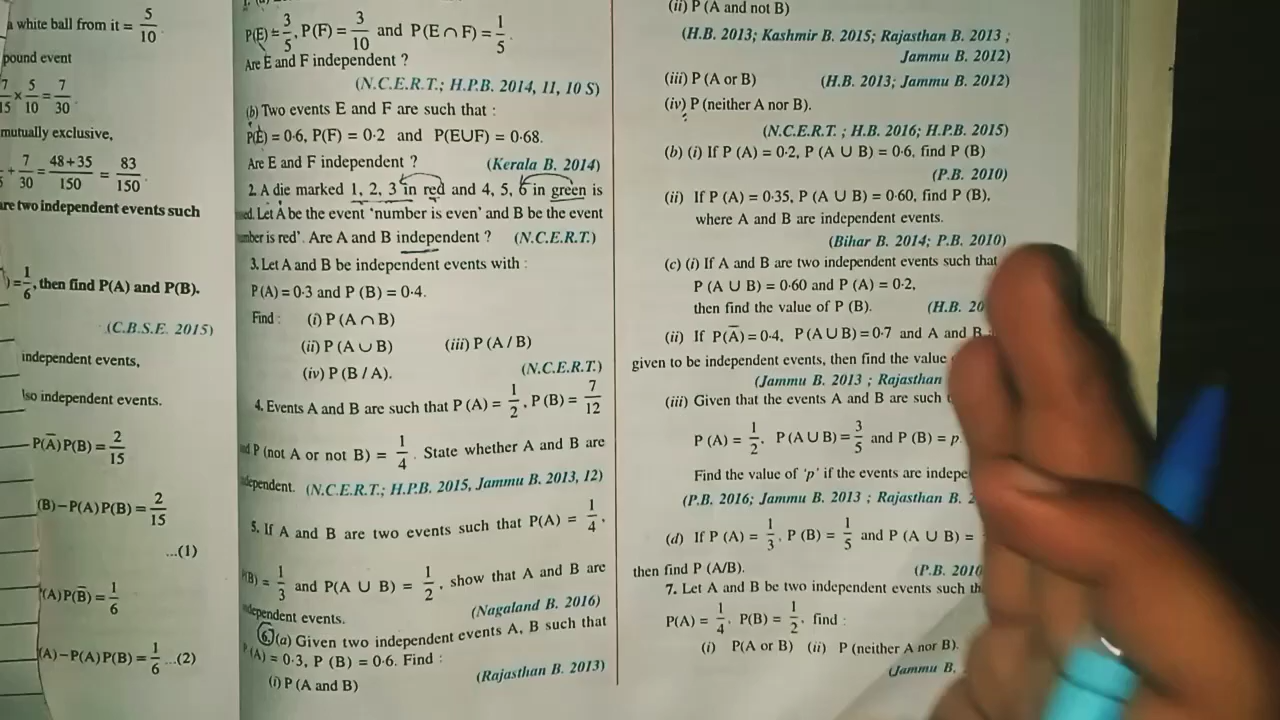 a white ball from it = 5/10.
pound event
7/15 × 5/10 = 7/30.
mutually exclusive,
+ 7/30 = 48+35/150 = 83/150.
are two independent events such
) = 1/6, then find P(A) and P(B).
(C.B.S.E. 2015)
independent events,
lso independent events.
P(A̅)P(B) = 2/15
(B)–P(A)P(B) = 2/15
...(1)
(A)P(B̅) = 1/6
(A)–P(A)P(B) = 1/6 ...(2)
P(E) = 3/5, P(F) = 3/10 and P(E ∩ F) = 1/5.
Are E and F independent ?
(N.C.E.R.T.; H.P.B. 2014, 11, 10 S)
(b) Two events E and F are such that :
P(E) = 0·6, P(F) = 0·2 and P(E∪F) = 0·68.
Are E and F independent ? (Kerala B. 2014)
2. A die marked 1, 2, 3 in red and 4, 5, 6 in green is
ed. Let A be the event ‘number is even’ and B be the event
mber is red’. Are A and B independent ? (N.C.E.R.T.)
3. Let A and B be independent events with :
P(A) = 0·3 and P (B) = 0·4.
Find : (i) P (A ∩ B)
(ii) P (A ∪ B) (iii) P (A / B)
(iv) P (B / A). (N.C.E.R.T.)
4. Events A and B are such that P (A) = 1/2, P (B) = 7/12
nd P (not A or not B) = 1/4. State whether A and B are
dependent. (N.C.E.R.T.; H.P.B. 2015, Jammu B. 2013, 12)
5. If A and B are two events such that P(A) = 1/4,
(B) = 1/3 and P(A ∪ B) = 1/2, show that A and B are
dependent events. (Nagaland B. 2016)
6. (a) Given two independent events A, B such that
P (A) = 0·3, P (B) = 0·6. Find :
(i) P (A and B) (Rajasthan B. 2013)
(ii) P (A and not B)
(H.B. 2013; Kashmir B. 2015; Rajasthan B. 2013 ;
Jammu B. 2012)
(iii) P (A or B) (H.B. 2013; Jammu B. 2012)
(iv) P (neither A nor B).
(N.C.E.R.T. ; H.B. 2016; H.P.B. 2015)
(b) (i) If P (A) = 0·2, P (A ∪ B) = 0·6, find P (B)
(P.B. 2010)
(ii) If P (A) = 0·35, P (A ∪ B) = 0·60, find P (B),
where A and B are independent events.
(Bihar B. 2014; P.B. 2010)
(c) (i) If A and B are two independent events such that
P (A ∪ B) = 0·60 and P (A) = 0·2,
then find the value of P (B). (H.B. 20
(ii) If P(A̅) = 0·4, P (A∪B) = 0·7 and A and B
given to be independent events, then find the value
(Jammu B. 2013 ; Rajasthan
(iii) Given that the events A and B are such
P (A) = 1/2, P (A∪B) = 3/5 and P (B) = p.
Find the value of ‘p’ if the events are indepe
(P.B. 2016; Jammu B. 2013 ; Rajasthan B. 2
(d) If P (A) = 1/3, P (B) = 1/5 and P (A ∪ B) =
then find P (A/B). (P.B. 2010
7. Let A and B be two independent events such th
P(A) = 1/4, P(B) = 1/2, find :
(i) P(A or B) (ii) P (neither A nor B).
(Jammu B.